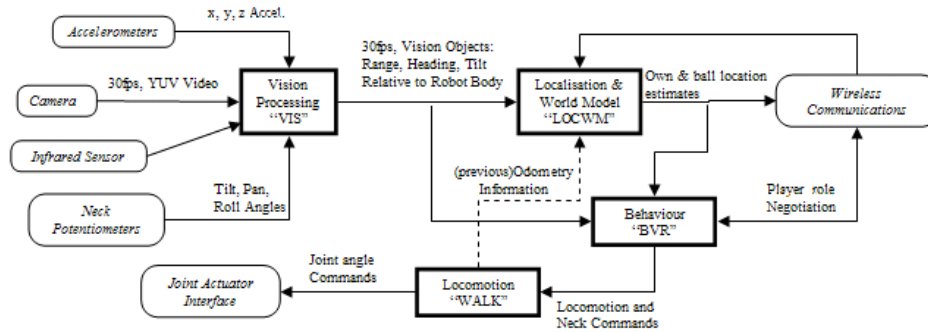 x, y, z Accel.
Accelerometers
30fps, YUV Video
Camera
Infrared Sensor
Vision
Processing
“VIS”
Tilt, Pan,
Roll Angles
Neck
Potentiometers
30fps, Vision Objects:
Range, Heading, Tilt
Relative to Robot Body
Localisation &
World Model
“LOCWM”
Own & ball location
estimates
Wireless
Communications
(previous)Odometry
Information
Player role
Negotiation
Behaviour
“BVR”
Joint angle
Commands
Joint Actuator
Interface
Locomotion
“WALK”
Locomotion and
Neck Commands